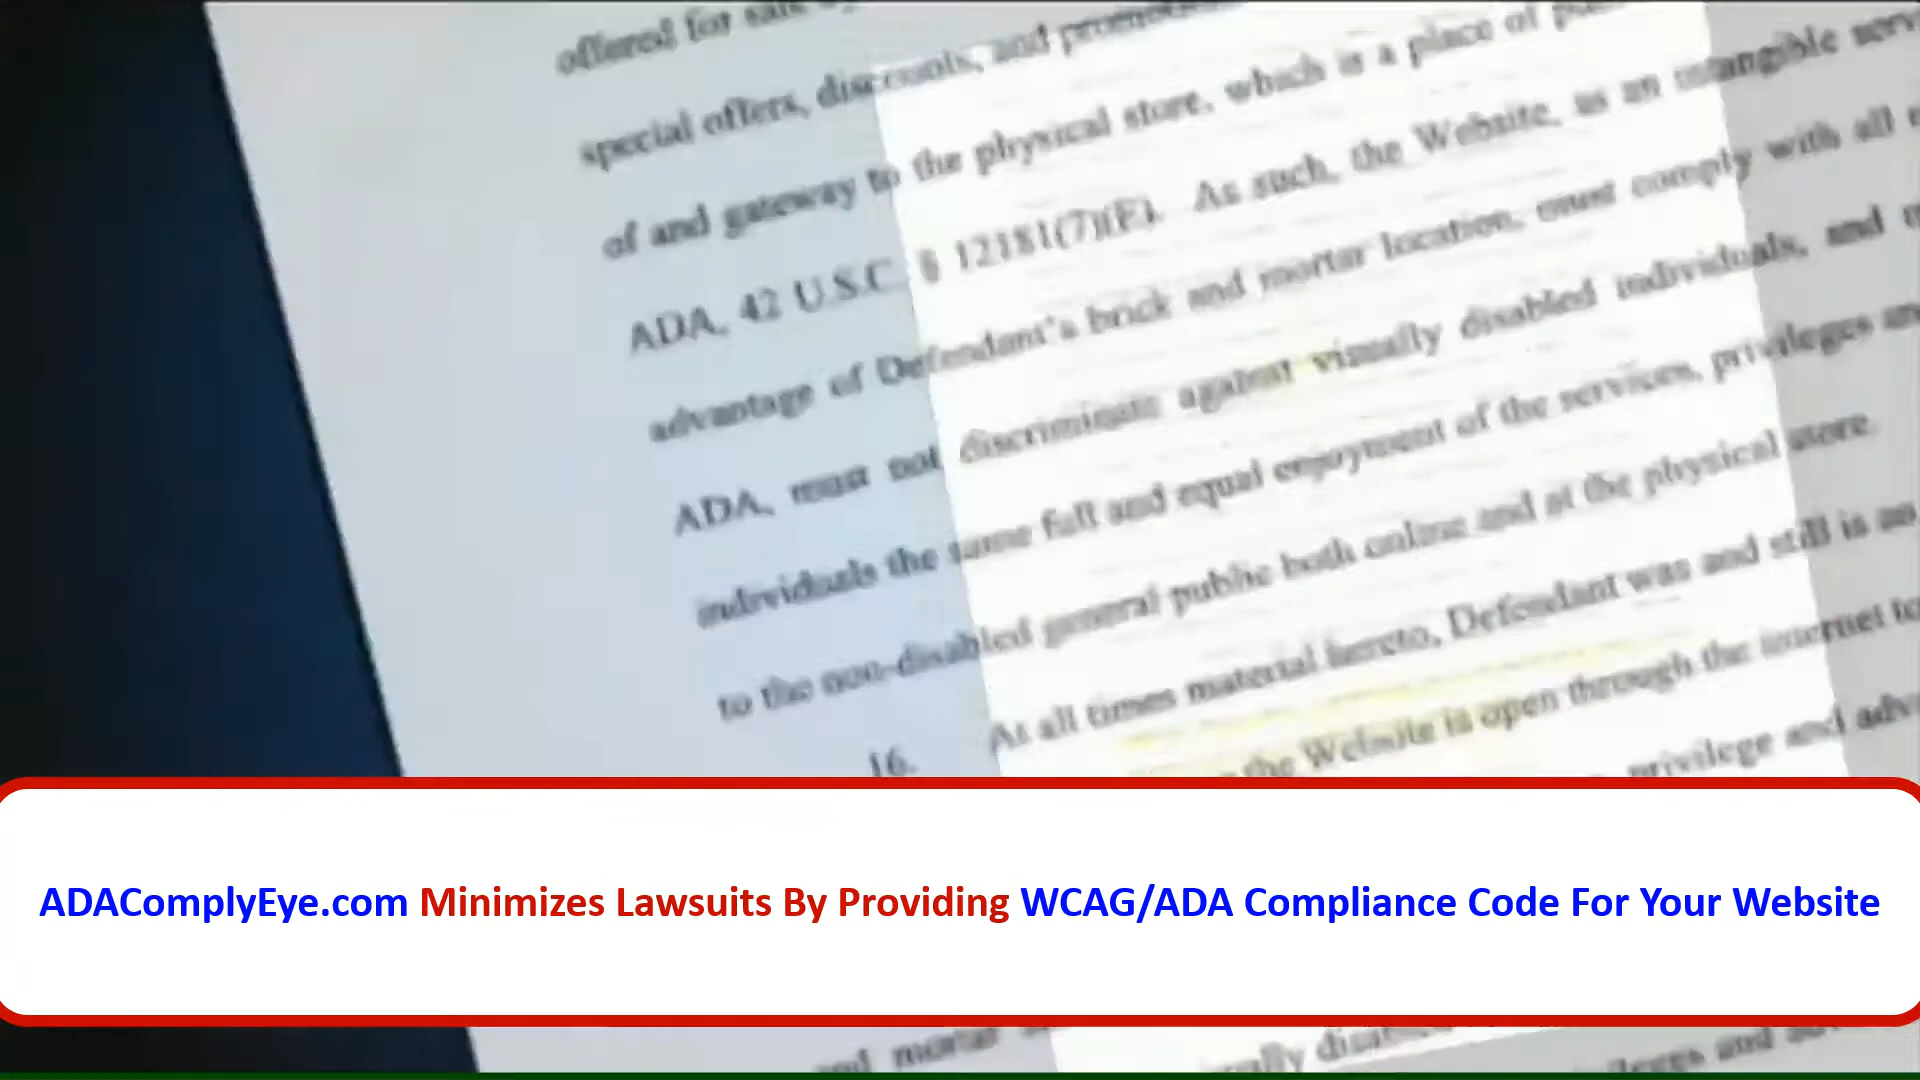 offered for sale
special offers, discounts, and promotions
of and gateway to the physical store, which is a place of
ADA, 42 U.S.C. § 12181(7)(E). As such, the Website, as an intangible
advantage of Defendant's brick and mortar location, must comply with all
ADA, must not discriminate against visually disabled individuals, and
individuals the same full and equal enjoyment of the services, privileges
to the non-disabled general public both online and at the physical store.
16. At all times material hereto, Defendant was and still is an
the Website is open through the internet to
privilege and
ADAComplyEye.com Minimizes Lawsuits By Providing WCAG/ADA Compliance Code For Your Website
and mortar
and